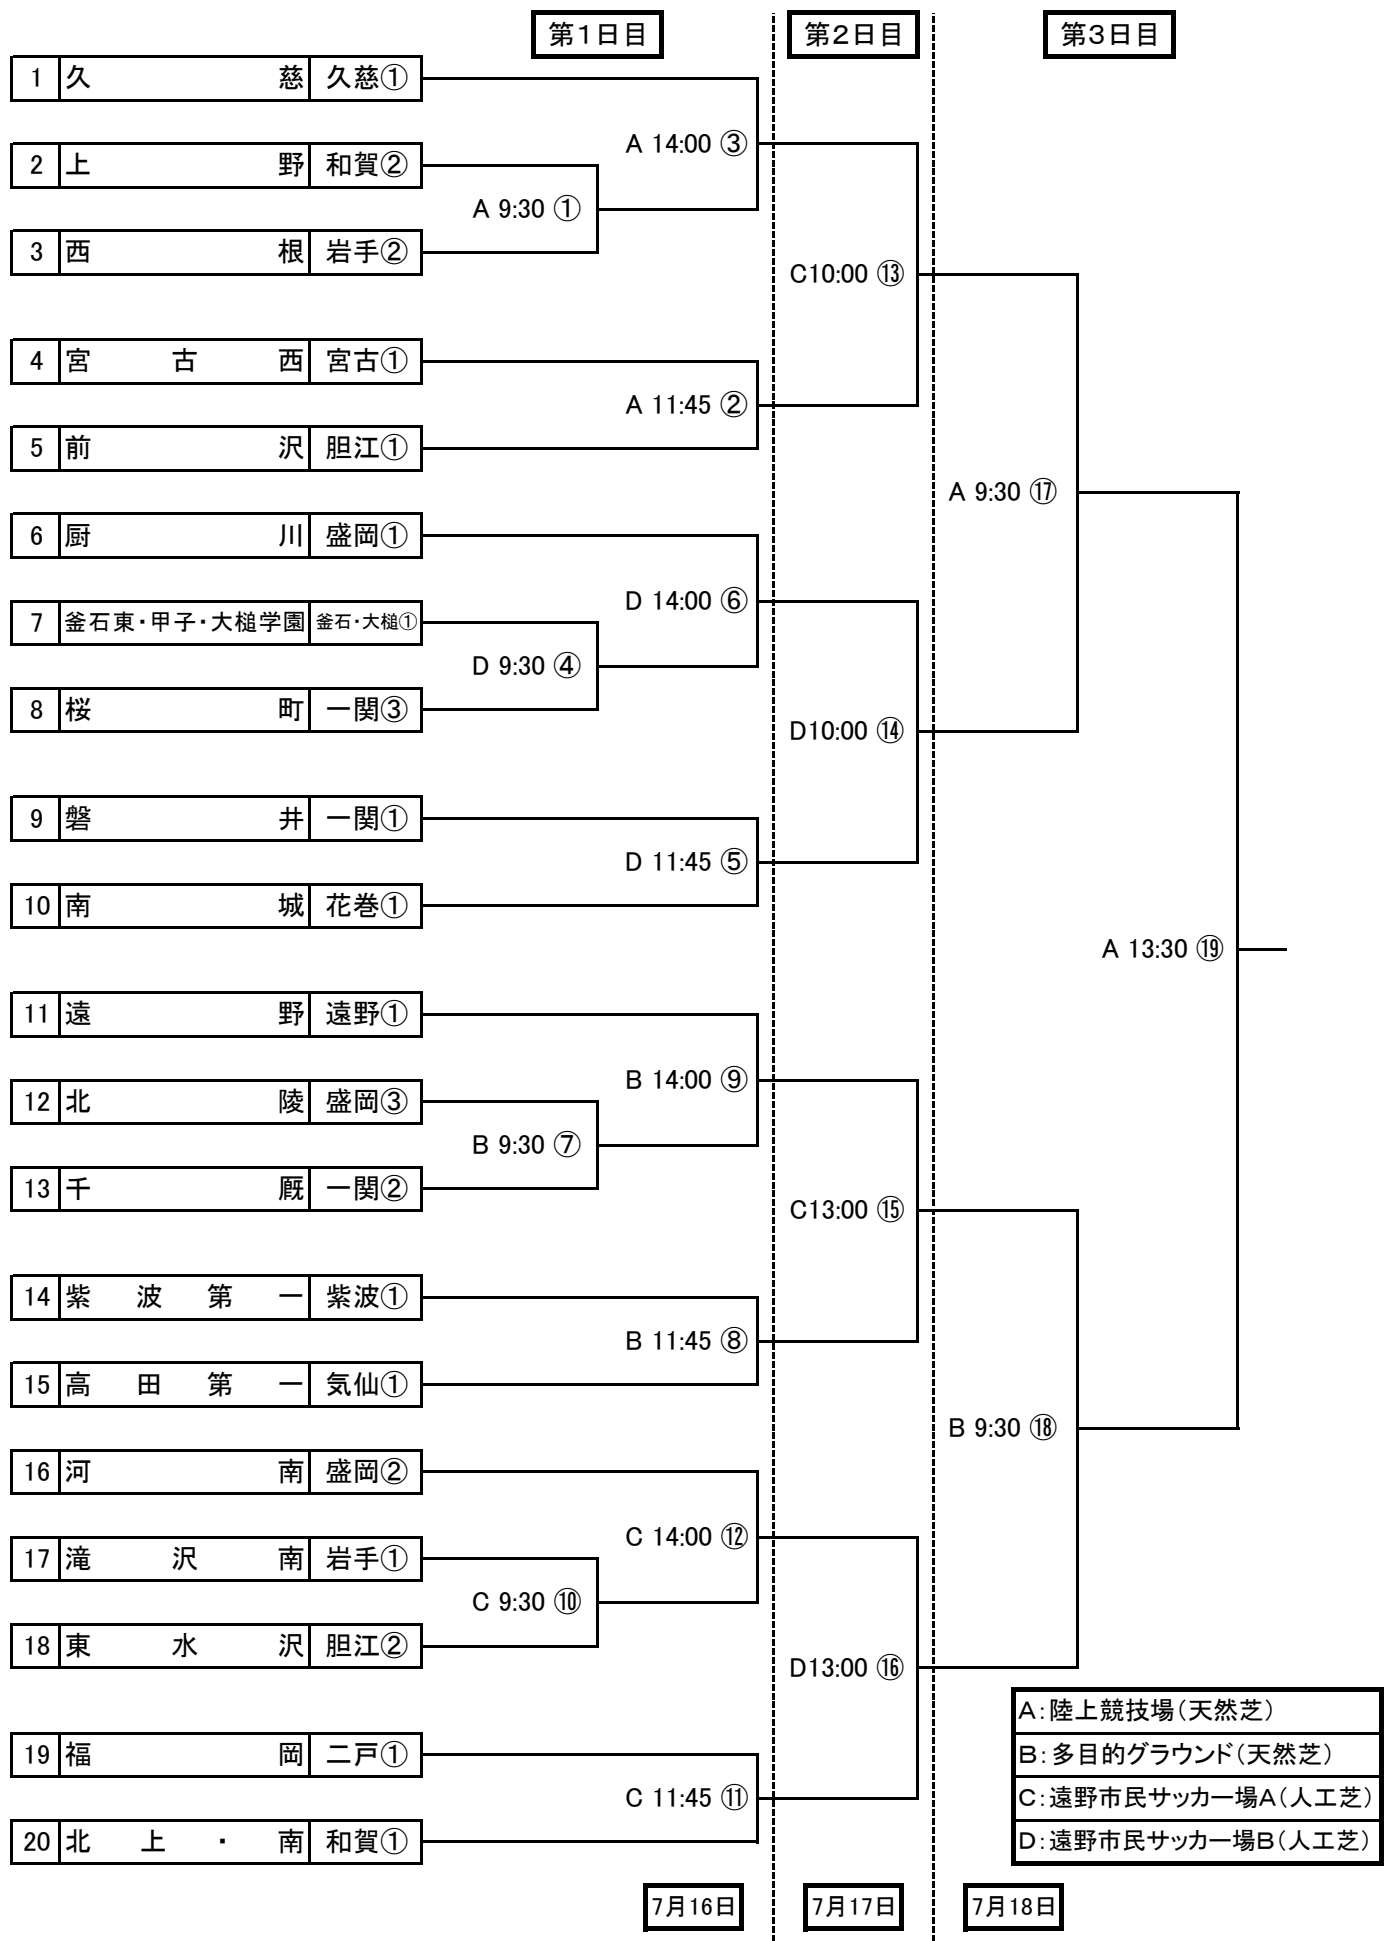 第1日目 第2日目 第3日目
1 久慈 久慈①
A 14:00 ③
2 上野 和賀②
A 9:30 ①
3 西根 岩手②
C10:00 ⑬
4 宮古西 宮古①
A 11:45 ②
5 前沢 胆江①
A 9:30 ⑰
6 厨川 盛岡①
D 14:00 ⑥
7 釜石東・甲子・大槌学園 釜石・大槌①
D 9:30 ④
8 桜町 一関③
D10:00 ⑭
9 磐井 一関①
D 11:45 ⑤
10 南城 花巻①
A 13:30 ⑲
11 遠野 遠野①
B 14:00 ⑨
12 北陵 盛岡③
B 9:30 ⑦
13 千厩 一関②
C13:00 ⑮
14 紫波第一 紫波①
B 11:45 ⑧
15 高田第一 気仙①
B 9:30 ⑱
16 河南 盛岡②
C 14:00 ⑫
17 滝沢南 岩手①
C 9:30 ⑩
18 東水沢 胆江②
D13:00 ⑯
19 福岡 二戸①
C 11:45 ⑪
20 北上・南 和賀①
A:陸上競技場(天然芝)
B:多目的グラウンド(天然芝)
C:遠野市民サッカー場A(人工芝)
D:遠野市民サッカー場B(人工芝)
7月16日 7月17日 7月18日